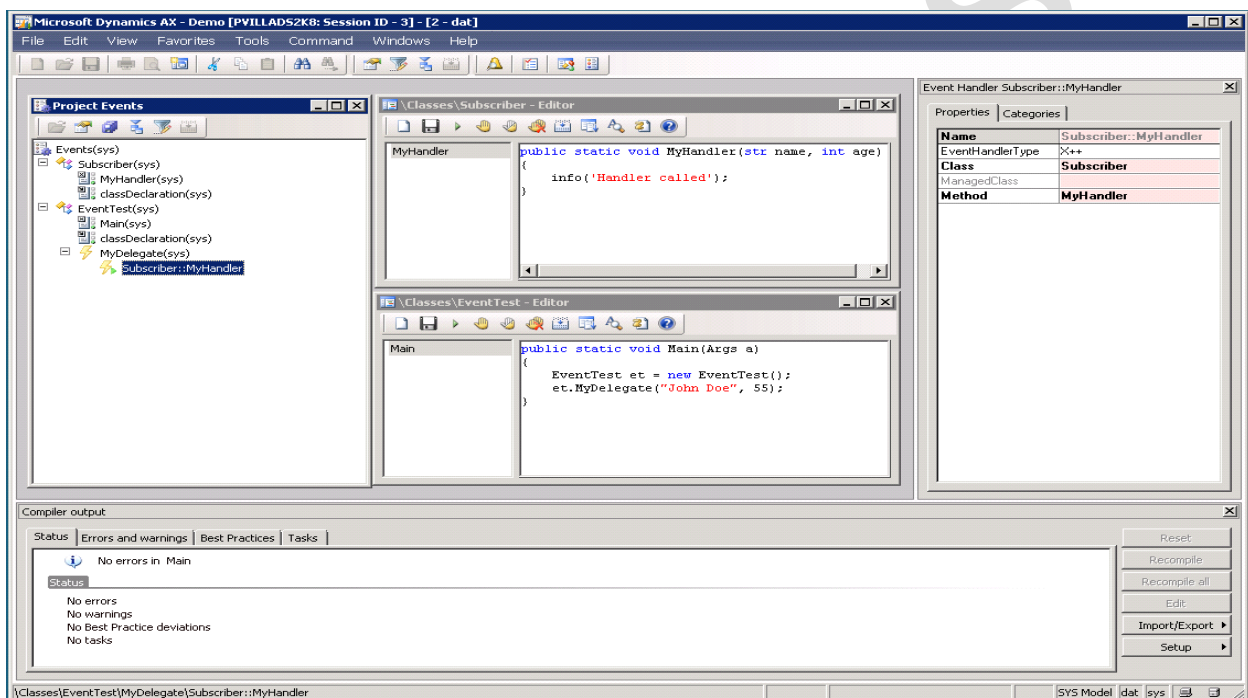 Microsoft Dynamics AX - Demo [PVILLADS2K8: Session ID - 3] - [2 - dat]
File Edit View Favorites Tools Command Windows Help
Project Events
Events(sys)
Subscriber(sys)
MyHandler(sys)
classDeclaration(sys)
EventTest(sys)
Main(sys)
classDeclaration(sys)
MyDelegate(sys)
Subscriber::MyHandler
\Classes\Subscriber - Editor
MyHandler
public static void MyHandler(str name, int age)
{
info('Handler called');
}
\Classes\EventTest - Editor
Main
public static void Main(Args a)
{
EventTest et = new EventTest();
et.MyDelegate("John Doe", 55);
}
Event Handler Subscriber::MyHandler
Properties Categories
Name Subscriber::MyHandler
EventHandlerType X++
Class Subscriber
ManagedClass
Method MyHandler
Compiler output
Status Errors and warnings Best Practices Tasks
No errors in Main
Status
No errors
No warnings
No Best Practice deviations
No tasks
Reset
Recompile
Recompile all
Edit
Import/Export
Setup
\Classes\EventTest\MyDelegate\Subscriber::MyHandler
SYS Model dat sys